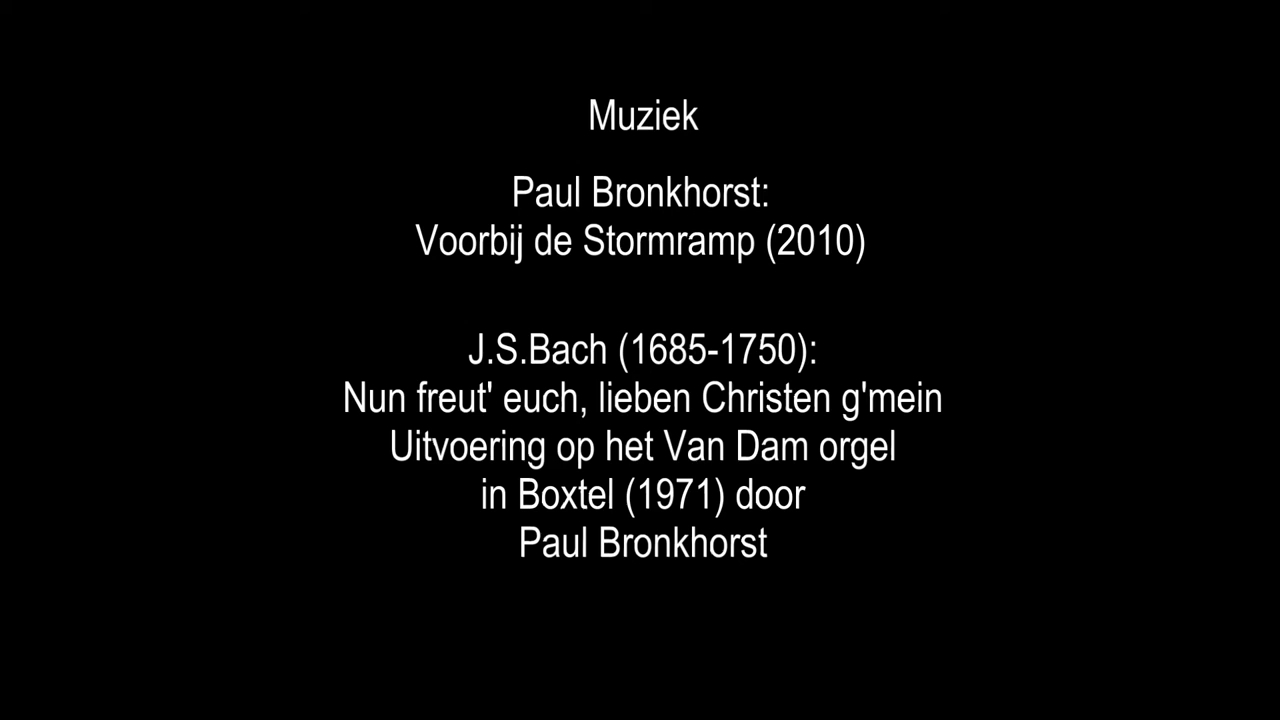 Muziek
Paul Bronkhorst:
Voorbij de Stormramp (2010)
J.S.Bach (1685-1750):
Nun freut' euch, lieben Christen g'mein
Uitvoering op het Van Dam orgel
in Boxtel (1971) door
Paul Bronkhorst